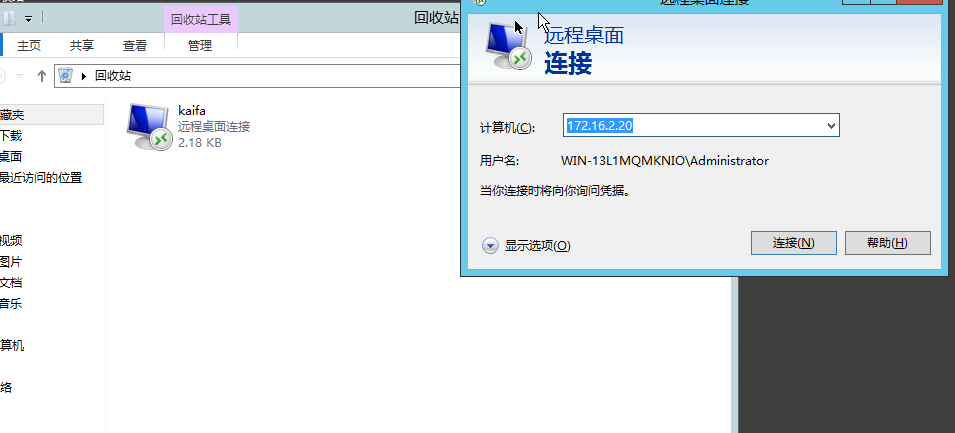 回收站工具
回收站
主页
共享
查看
管理
回收站
藏夹
下载
桌面
最近访问的位置
视频
图片
文档
音乐
算机
络
kaifa
远程桌面连接
2.18 KB
远程桌面连接
远程桌面
连接
计算机(C):
172.16.2.20
用户名:
WIN-13L1MQMKNIO\Administrator
当你连接时将向你询问凭据。
显示选项(O)
连接(N)
帮助(H)